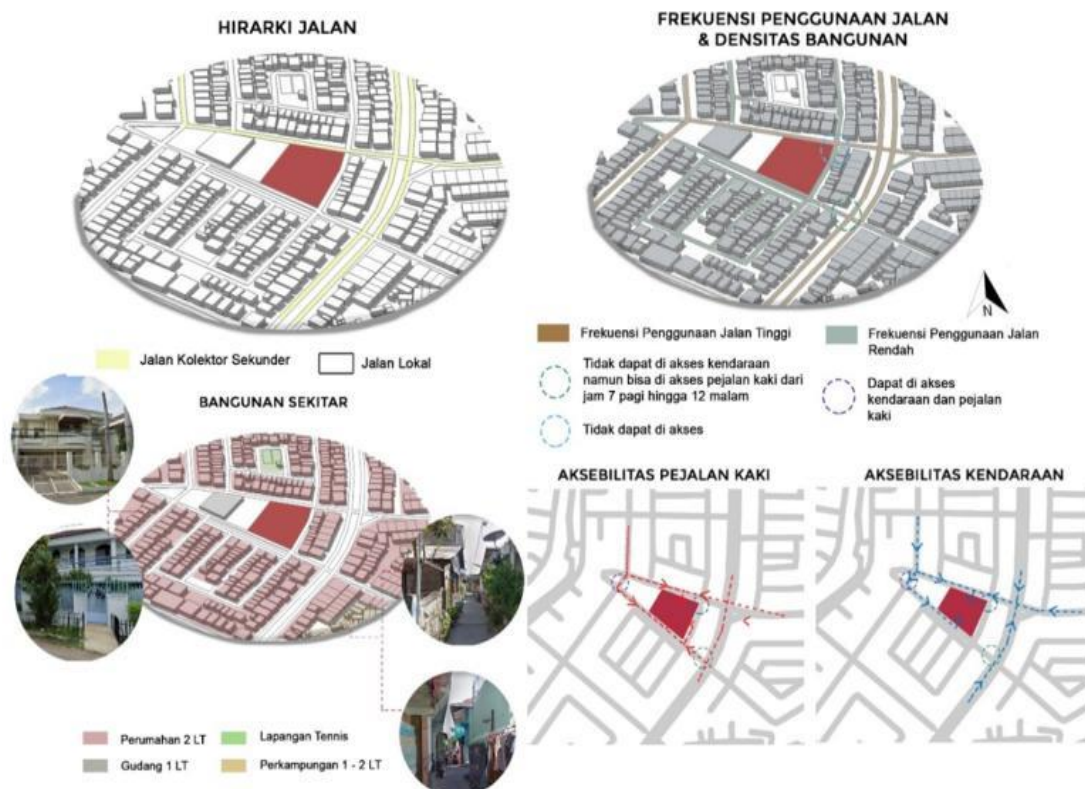 HIRARKI JALAN
Jalan Kolektor Sekunder
Jalan Lokal
FREKUENSI PENGGUNAAN JALAN
& DENSITAS BANGUNAN
N
Frekuensi Penggunaan Jalan Tinggi
Tidak dapat di akses kendaraan
namun bisa di akses pejalan kaki dari
jam 7 pagi hingga 12 malam
Tidak dapat di akses
Frekuensi Penggunaan Jalan
Rendah
Dapat di akses
kendaraan dan pejalan
kaki
BANGUNAN SEKITAR
Perumahan 2 LT
Lapangan Tennis
Gudang 1 LT
Perkampungan 1 - 2 LT
AKSEBILITAS PEJALAN KAKI
AKSEBILITAS KENDARAAN